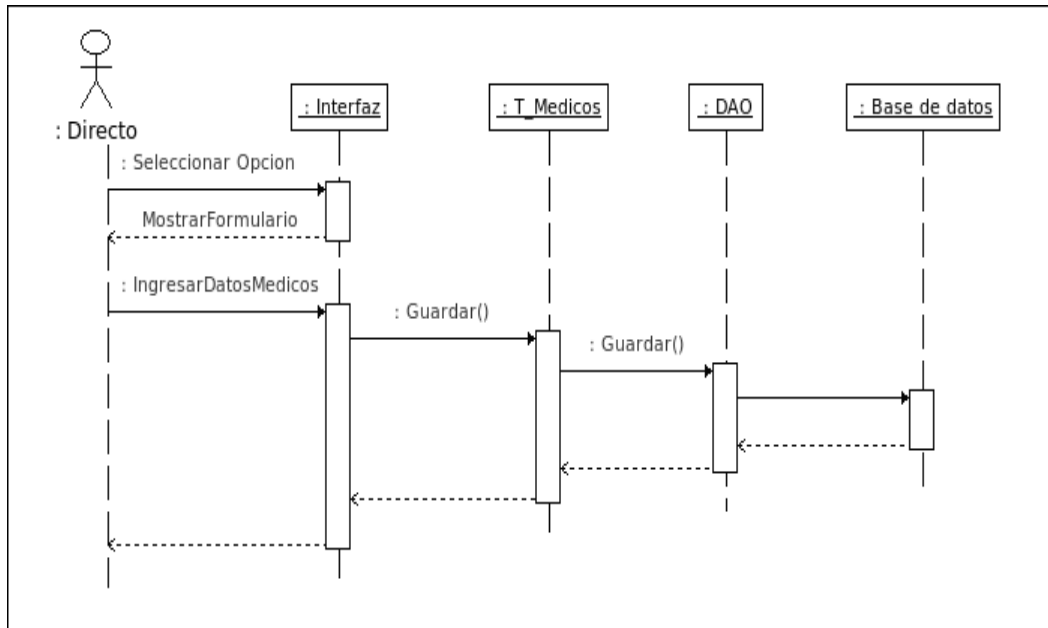 : Directo
: Interfaz
: T_Medicos
: DAO
: Base de datos
: Seleccionar Opcion
MostrarFormulario
: IngresarDatosMedicos
: Guardar()
: Guardar()